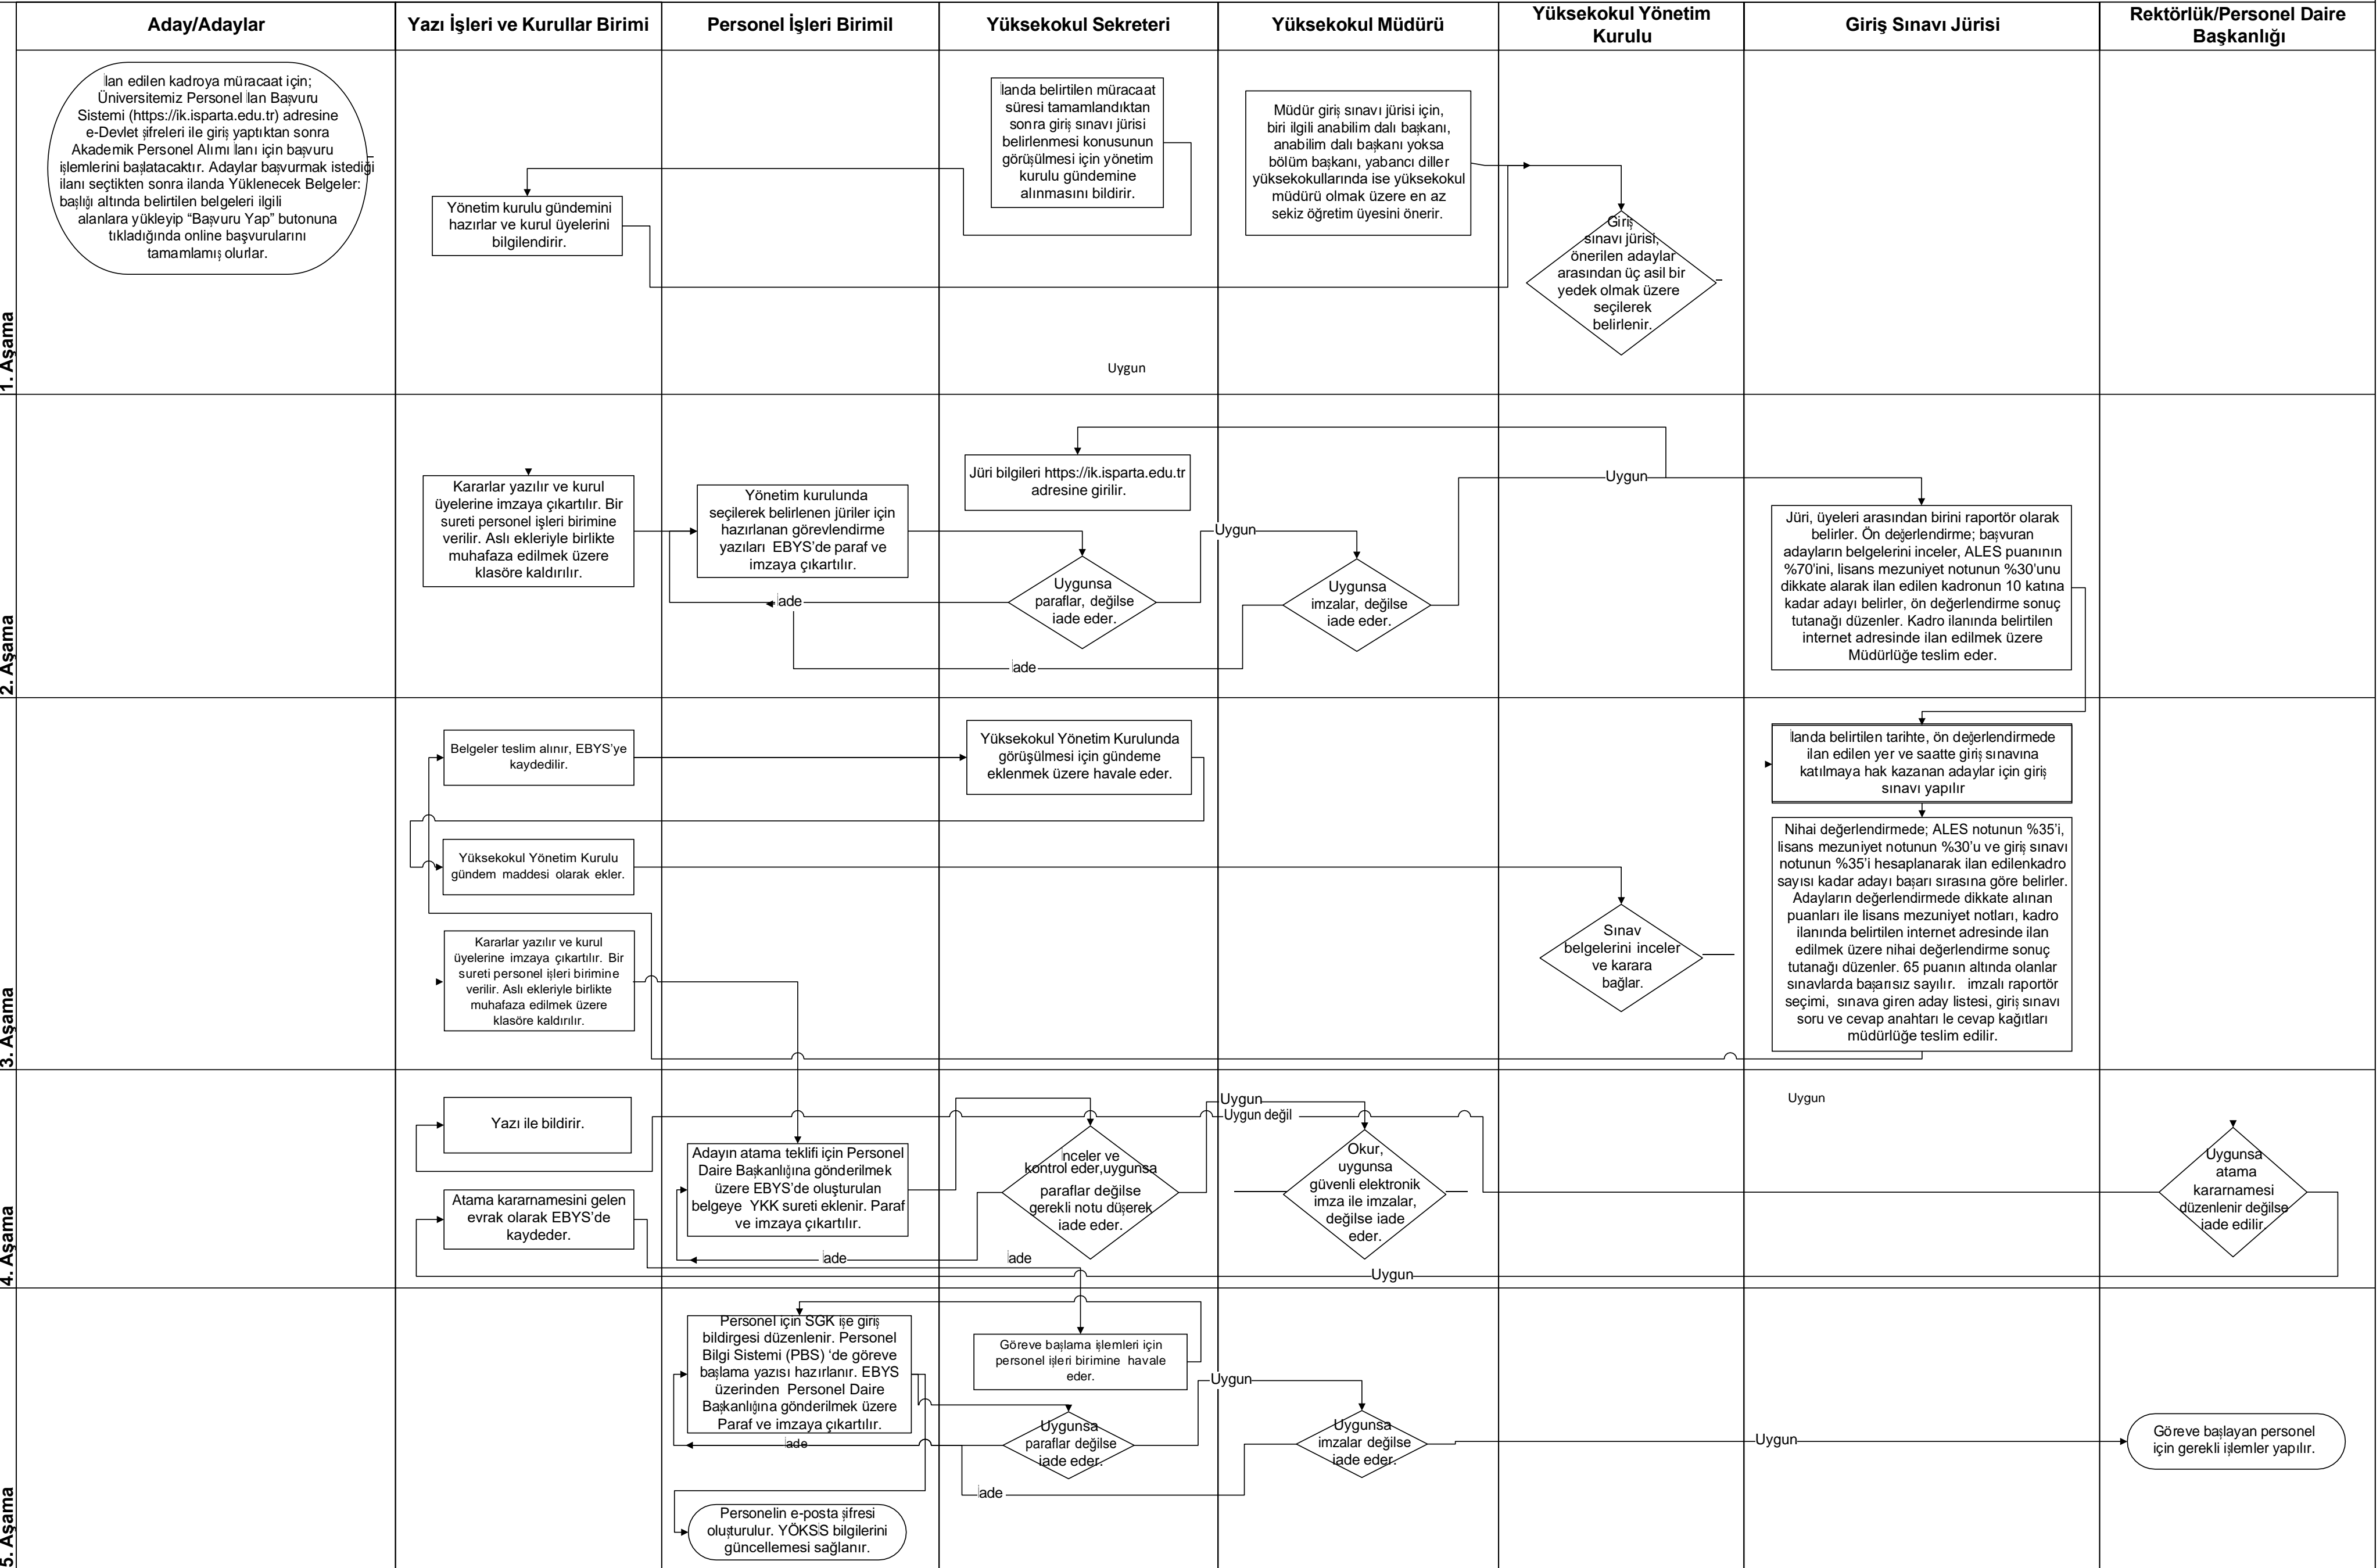 Aday/Adaylar
Yazı İşleri ve Kurullar Birimi
Personel İşleri Birimil
Yüksekokul Sekreteri
Yüksekokul Müdürü
Yüksekokul Yönetim
Kurulu
Giriş Sınavı Jürisi
Rektörlük/Personel Daire
Başkanlığı
1. Aşama
İlan edilen kadroya müracaat için;
Üniversitemiz Personel İlan Başvuru
Sistemi (https://ik.isparta.edu.tr) adresine
e-Devlet şifreleri ile giriş yaptıktan sonra
Akademik Personel Alımı İlanı için başvuru
işlemlerini başlatacaktır. Adaylar başvurmak istediği
ilanı seçtikten sonra ilanda Yüklenecek Belgeler:
başlığı altında belirtilen belgeleri ilgili
alanlara yükleyip “Başvuru Yap” butonuna
tıkladığında online başvurularını
tamamlamış olurlar.
Yönetim kurulu gündemini
hazırlar ve kurul üyelerini
bilgilendirir.
İlanda belirtilen müracaat
süresi tamamlandıktan
sonra giriş sınavı jürisi
belirlenmesi konusunun
görüşülmesi için yönetim
kurulu gündemine
alınmasını bildirir.
Müdür giriş sınavı jürisi için,
biri ilgili anabilim dalı başkanı,
anabilim dalı başkanı yoksa
bölüm başkanı, yabancı diller
yüksekokullarında ise yüksekokul
müdürü olmak üzere en az
sekiz öğretim üyesini önerir.
Giriş
sınavı jürisi,
önerilen adaylar
arasından üç asil bir
yedek olmak üzere
seçilerek
belirlenir.
Uygun
2. Aşama
Kararlar yazılır ve kurul
üyelerine imzaya çıkartılır. Bir
sureti personel işleri birimine
verilir. Aslı ekleriyle birlikte
muhafaza edilmek üzere
klasöre kaldırılır.
Yönetim kurulunda
seçilerek belirlenen jüriler için
hazırlanan görevlendirme
yazıları EBYS’de paraf ve
imzaya çıkartılır.
Jüri bilgileri https://ik.isparta.edu.tr
adresine girilir.
Uygunsa
paraflar, değilse
iade eder.
Uygun
İade
Uygunsa
imzalar, değilse
iade eder.
İade
Uygun
Jüri, üyeleri arasından birini raportör olarak
belirler. Ön değerlendirme; başvuran
adayların belgelerini inceler, ALES puanının
%70’ini, lisans mezuniyet notunun %30’unu
dikkate alarak ilan edilen kadronun 10 katına
kadar adayı belirler, ön değerlendirme sonuç
tutanağı düzenler. Kadro ilanında belirtilen
internet adresinde ilan edilmek üzere
Müdürlüğe teslim eder.
3. Aşama
Belgeler teslim alınır, EBYS’ye
kaydedilir.
Yüksekokul Yönetim Kurulunda
görüşülmesi için gündeme
eklenmek üzere havale eder.
İlanda belirtilen tarihte, ön değerlendirmede
ilan edilen yer ve saatte giriş sınavına
katılmaya hak kazanan adaylar için giriş
sınavı yapılır
Yüksekokul Yönetim Kurulu
gündem maddesi olarak ekler.
Nihai değerlendirmede; ALES notunun %35’i,
lisans mezuniyet notunun %30’u ve giriş sınavı
notunun %35’i hesaplanarak ilan edilenkadro
sayısı kadar adayı başarı sırasına göre belirler.
Adayların değerlendirmede dikkate alınan
puanları ile lisans mezuniyet notları, kadro
ilanında belirtilen internet adresinde ilan
edilmek üzere nihai değerlendirme sonuç
tutanağı düzenler. 65 puanın altında olanlar
sınavlarda başarısız sayılır. imzalı raportör
seçimi, sınava giren aday listesi, giriş sınavı
soru ve cevap anahtarı le cevap kağıtları
müdürlüğe teslim edilir.
Kararlar yazılır ve kurul
üyelerine imzaya çıkartılır. Bir
sureti personel işleri birimine
verilir. Aslı ekleriyle birlikte
muhafaza edilmek üzere
klasöre kaldırılır.
Sınav
belgelerini inceler
ve karara
bağlar.
4. Aşama
Yazı ile bildirir.
Atama kararnamesini gelen
evrak olarak EBYS’de
kaydeder.
Adayın atama teklifi için Personel
Daire Başkanlığına gönderilmek
üzere EBYS’de oluşturulan
belgeye YKK sureti eklenir. Paraf
ve imzaya çıkartılır.
İnceler ve
kontrol eder,uygunsa
paraflar değilse
gerekli notu düşerek
iade eder.
Uygun
Uygun değil
İade
İade
Okur,
uygunsa
güvenli elektronik
imza ile imzalar,
değilse iade
eder.
Uygun
Uygun
Uygunsa
atama
kararnamesi
düzenlenir değilse
iade edilir
5. Aşama
Personel için SGK işe giriş
bildirgesi düzenlenir. Personel
Bilgi Sistemi (PBS) ‘de göreve
başlama yazısı hazırlanır. EBYS
üzerinden Personel Daire
Başkanlığına gönderilmek üzere
Paraf ve imzaya çıkartılır.
İade
Göreve başlama işlemleri için
personel işleri birimine havale
eder.
Uygunsa
paraflar değilse
iade eder.
Uygun
İade
Uygunsa
imzalar değilse
iade eder.
Uygun
Göreve başlayan personel
için gerekli işlemler yapılır.
Personelin e-posta şifresi
oluşturulur. YÖKSİS bilgilerini
güncellemesi sağlanır.